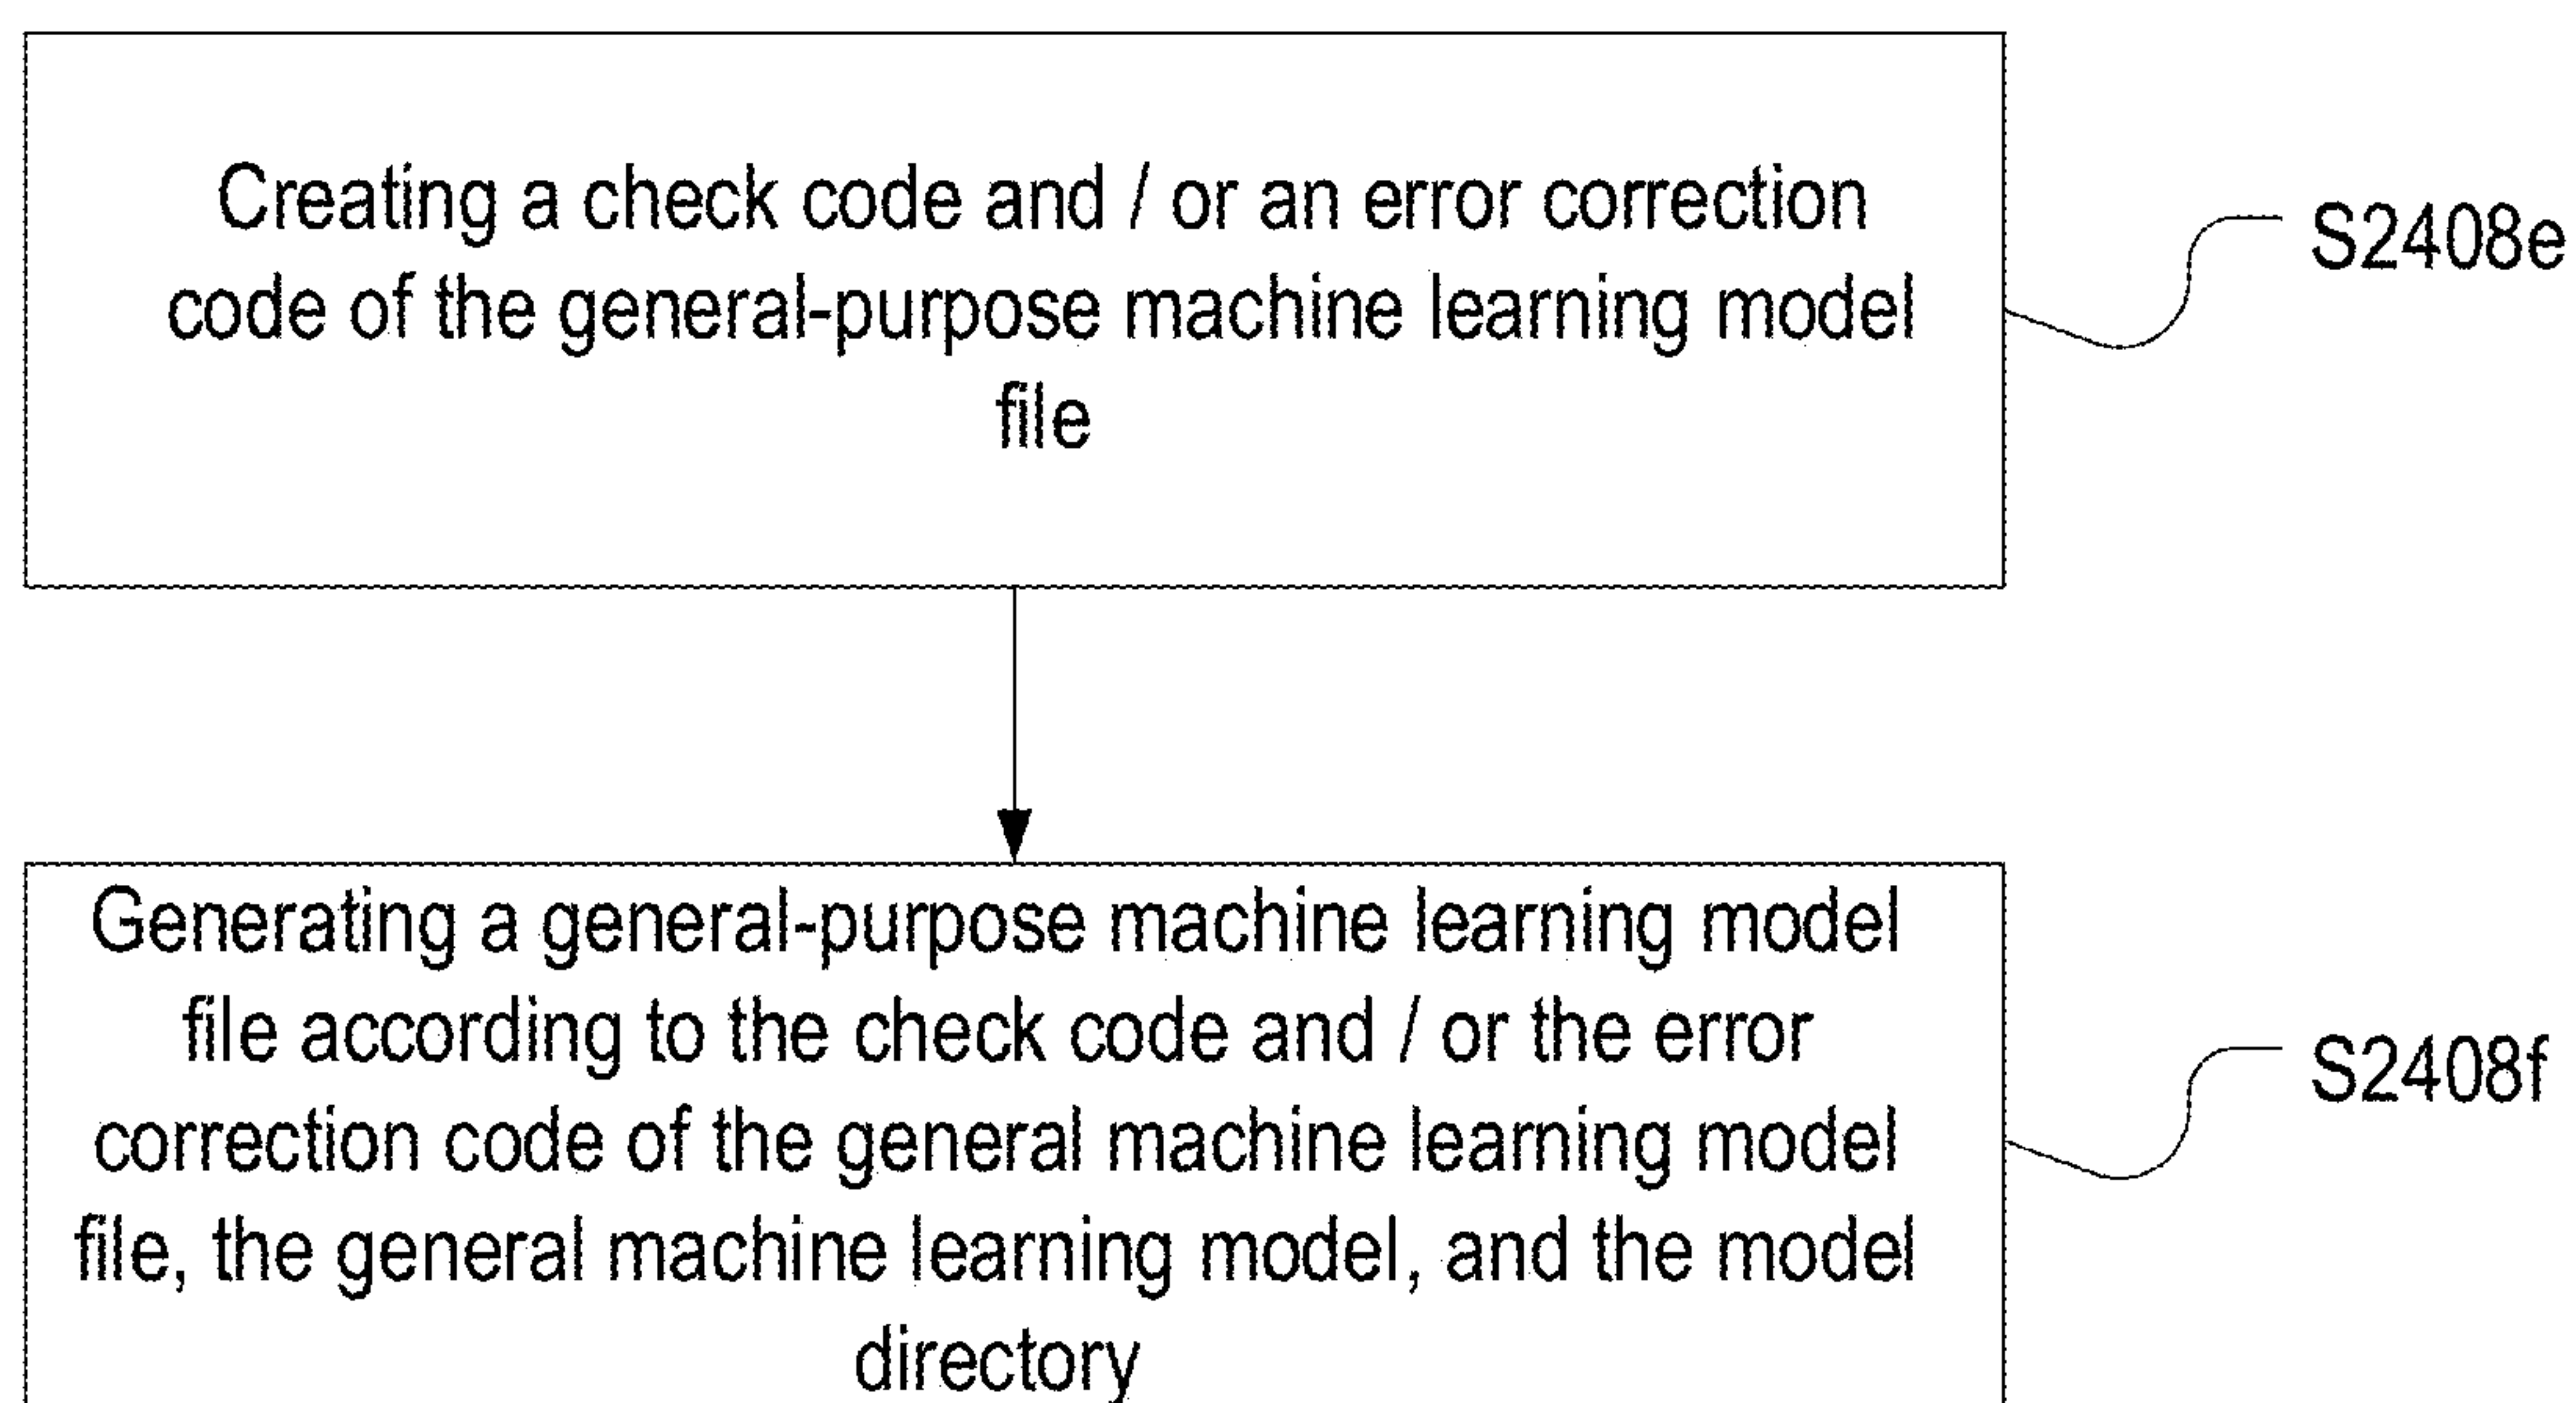 Creating a check code and / or an error correction
code of the general-purpose machine learning model
file
S2408e
Generating a general-purpose machine learning model
file according to the check code and / or the error
correction code of the general machine learning model
file, the general machine learning model, and the model
directory
S2408f